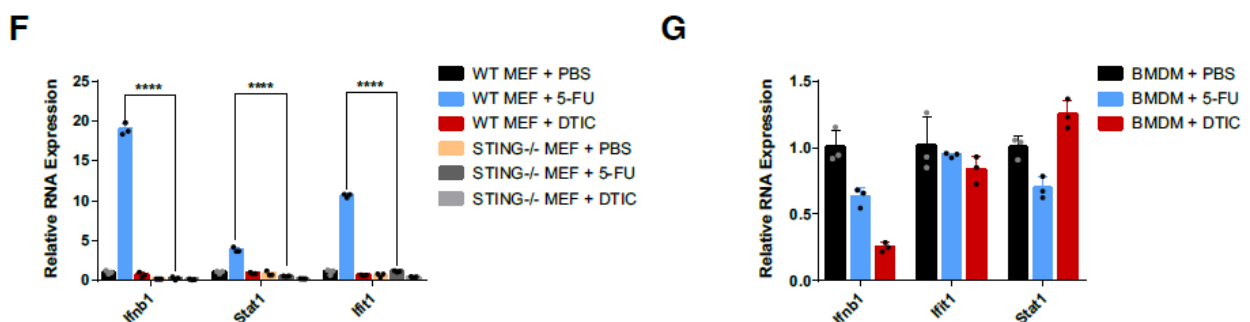 F
Relative RNA Expression
25
20
15
10
5
0
****
****
****
Ifnb1
Stat1
Ifit1
WT MEF + PBS
WT MEF + 5-FU
WT MEF + DTIC
STING-/- MEF + PBS
STING-/- MEF + 5-FU
STING-/- MEF + DTIC
G
Relative RNA Expression
1.5
1.0
0.5
0.0
Ifnb1
Ifit1
Stat1
BMDM + PBS
BMDM + 5-FU
BMDM + DTIC